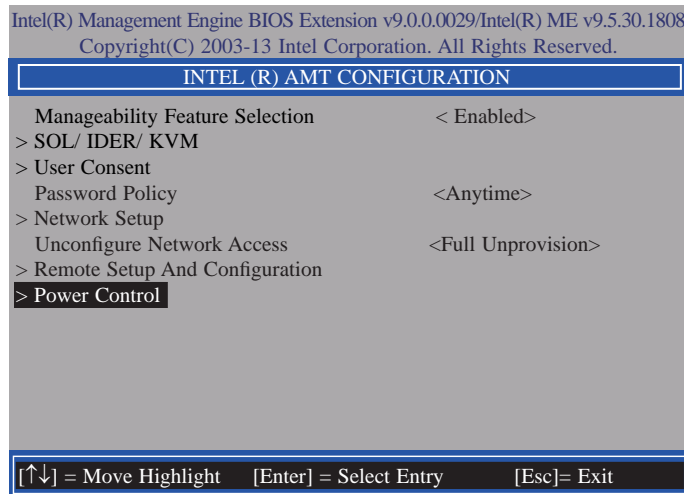 Intel(R) Management Engine BIOS Extension v9.0.0.0029/Intel(R) ME v9.5.30.1808
Copyright(C) 2003-13 Intel Corporation. All Rights Reserved.
INTEL (R) AMT CONFIGURATION
Manageability Feature Selection < Enabled>
> SOL/ IDER/ KVM
> User Consent
Password Policy <Anytime>
> Network Setup
Unconfigure Network Access <Full Unprovision>
> Remote Setup And Configuration
> Power Control
[↑↓] = Move Highlight [Enter] = Select Entry [Esc]= Exit